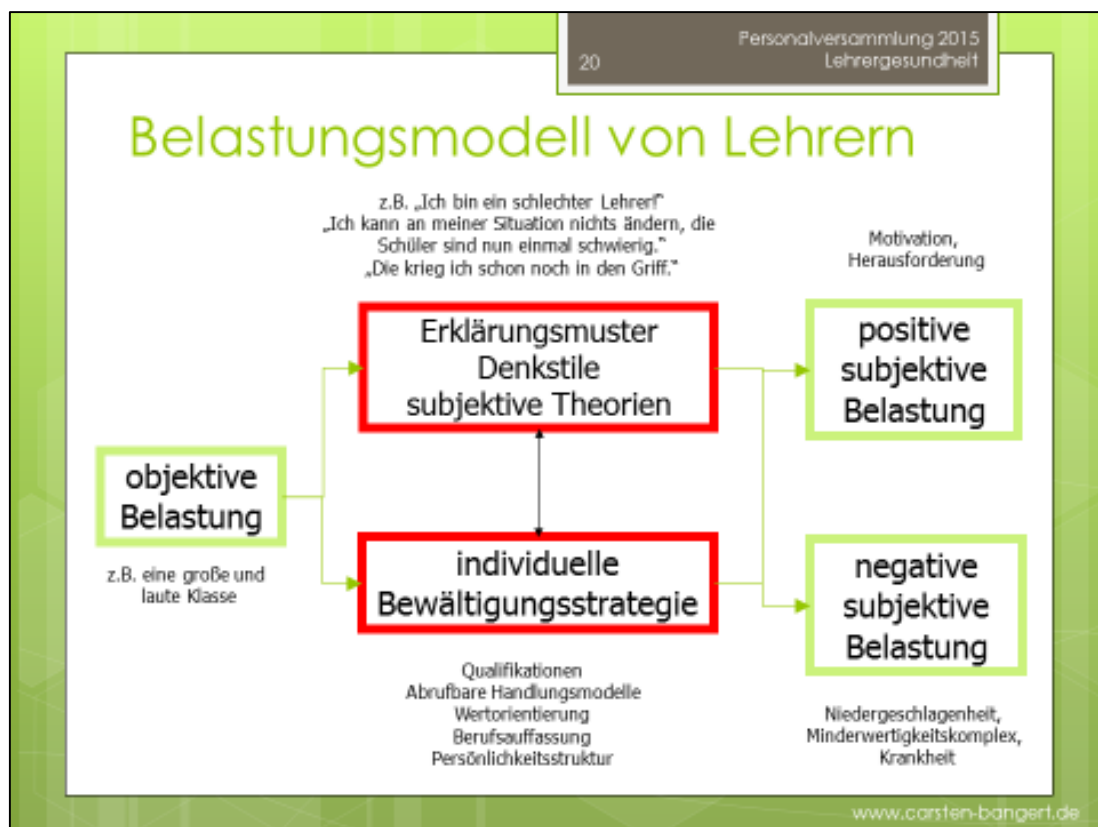 Personalversammlung 2015
20
Lehrergesundheit
Belastungsmodell von Lehrern
z.B. „Ich bin ein schlechter Lehrer!“
„Ich kann an meiner Situation nichts ändern, die
Schüler sind nun einmal schwierig.“
„Die krieg ich schon noch in den Griff.“
Motivation,
Herausforderung
Erklärungsmuster
Denkstile
subjektive Theorien
positive
subjektive
Belastung
objektive
Belastung
z.B. eine große und
laute Klasse
individuelle
Bewältigungsstrategie
negative
subjektive
Belastung
Qualifikationen
Abrufbare Handlungsmodelle
Wertorientierung
Berufsauffassung
Persönlichkeitsstruktur
Niedergeschlagenheit,
Minderwertigkeitskomplex,
Krankheit
www.carsten-bangert.de